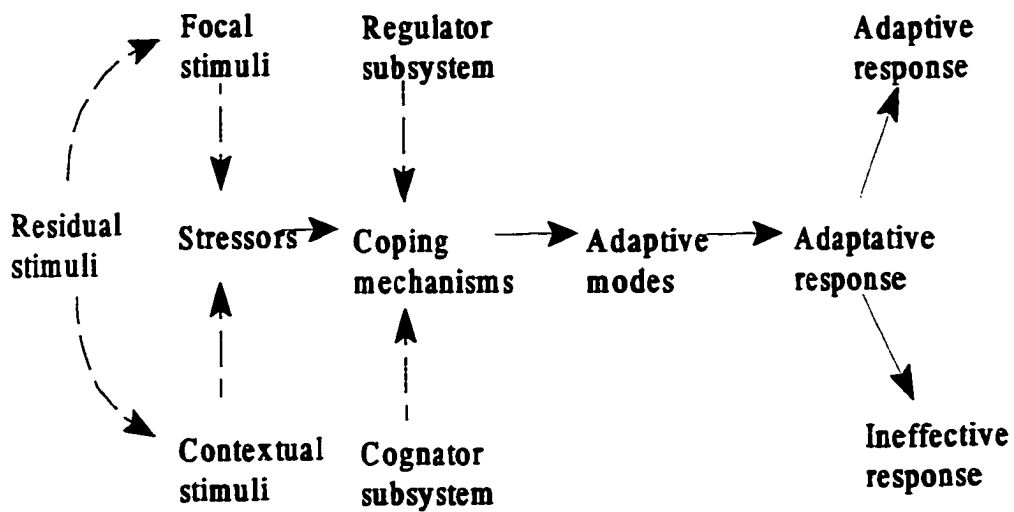 Focal
stimuli
Regulator
subsystem
Adaptive
response
Residual
stimuli
Stressors
Coping
mechanisms
Adaptive
modes
Adaptative
response
Contextual
stimuli
Cognator
subsystem
Ineffective
response